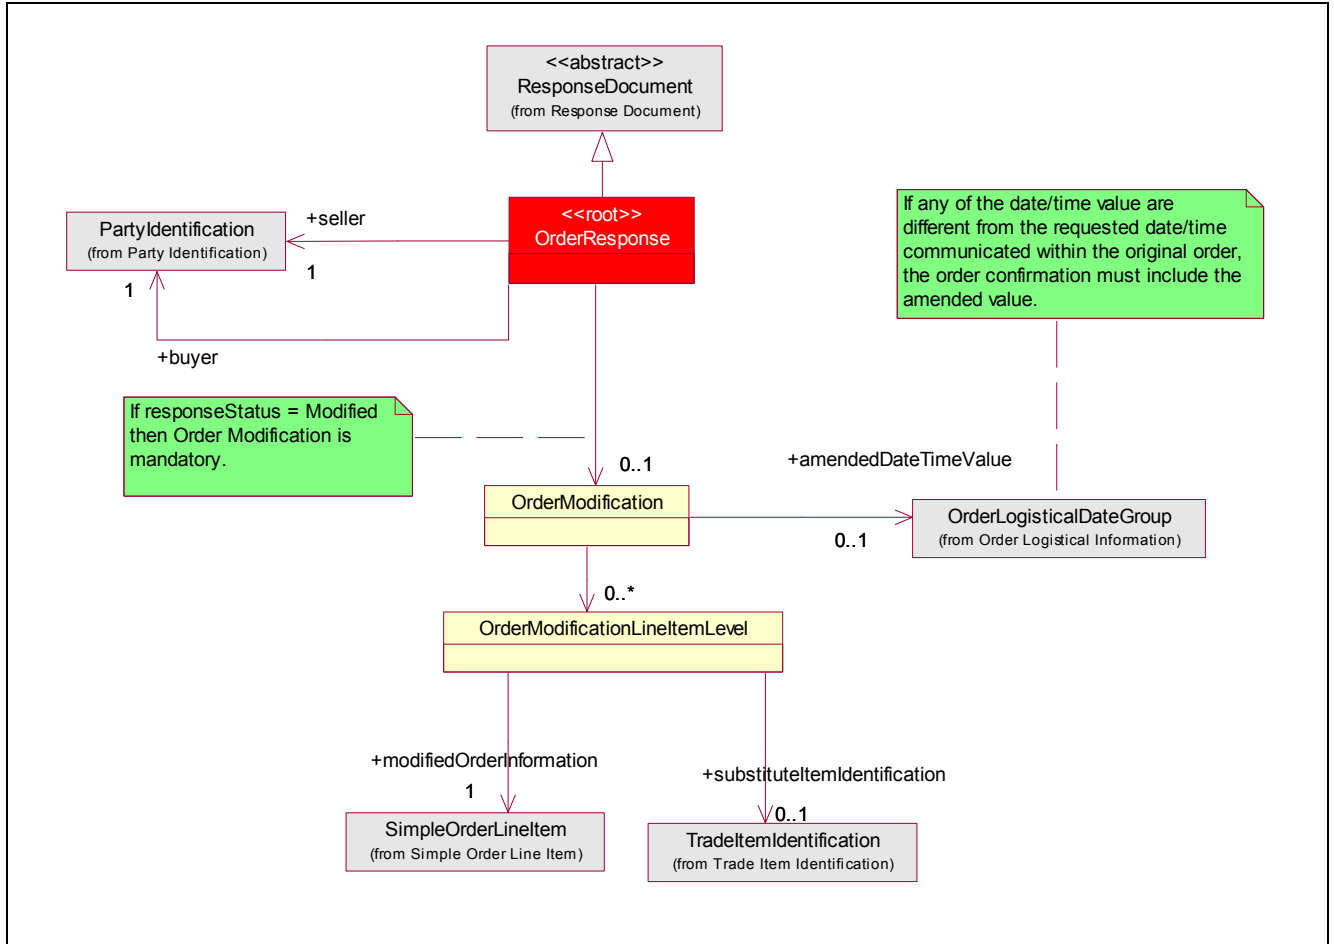 <<abstract>>
ResponseDocument
(from Response Document)
<<root>>
OrderResponse
PartyIdentification
(from Party Identification)
+seller
1
1
+buyer
If any of the date/time value are
different from the requested date/time
communicated within the original order,
the order confirmation must include the
amended value.
If responseStatus = Modified
then Order Modification is
mandatory.
0..1
+amendedDateTimeValue
OrderModification
0..1
OrderLogisticalDateGroup
(from Order Logistical Information)
0..*
OrderModificationLineItemLevel
+modifiedOrderInformation
1
+substituteItemIdentification
0..1
SimpleOrderLineItem
(from Simple Order Line Item)
TradeItemIdentification
(from Trade Item Identification)